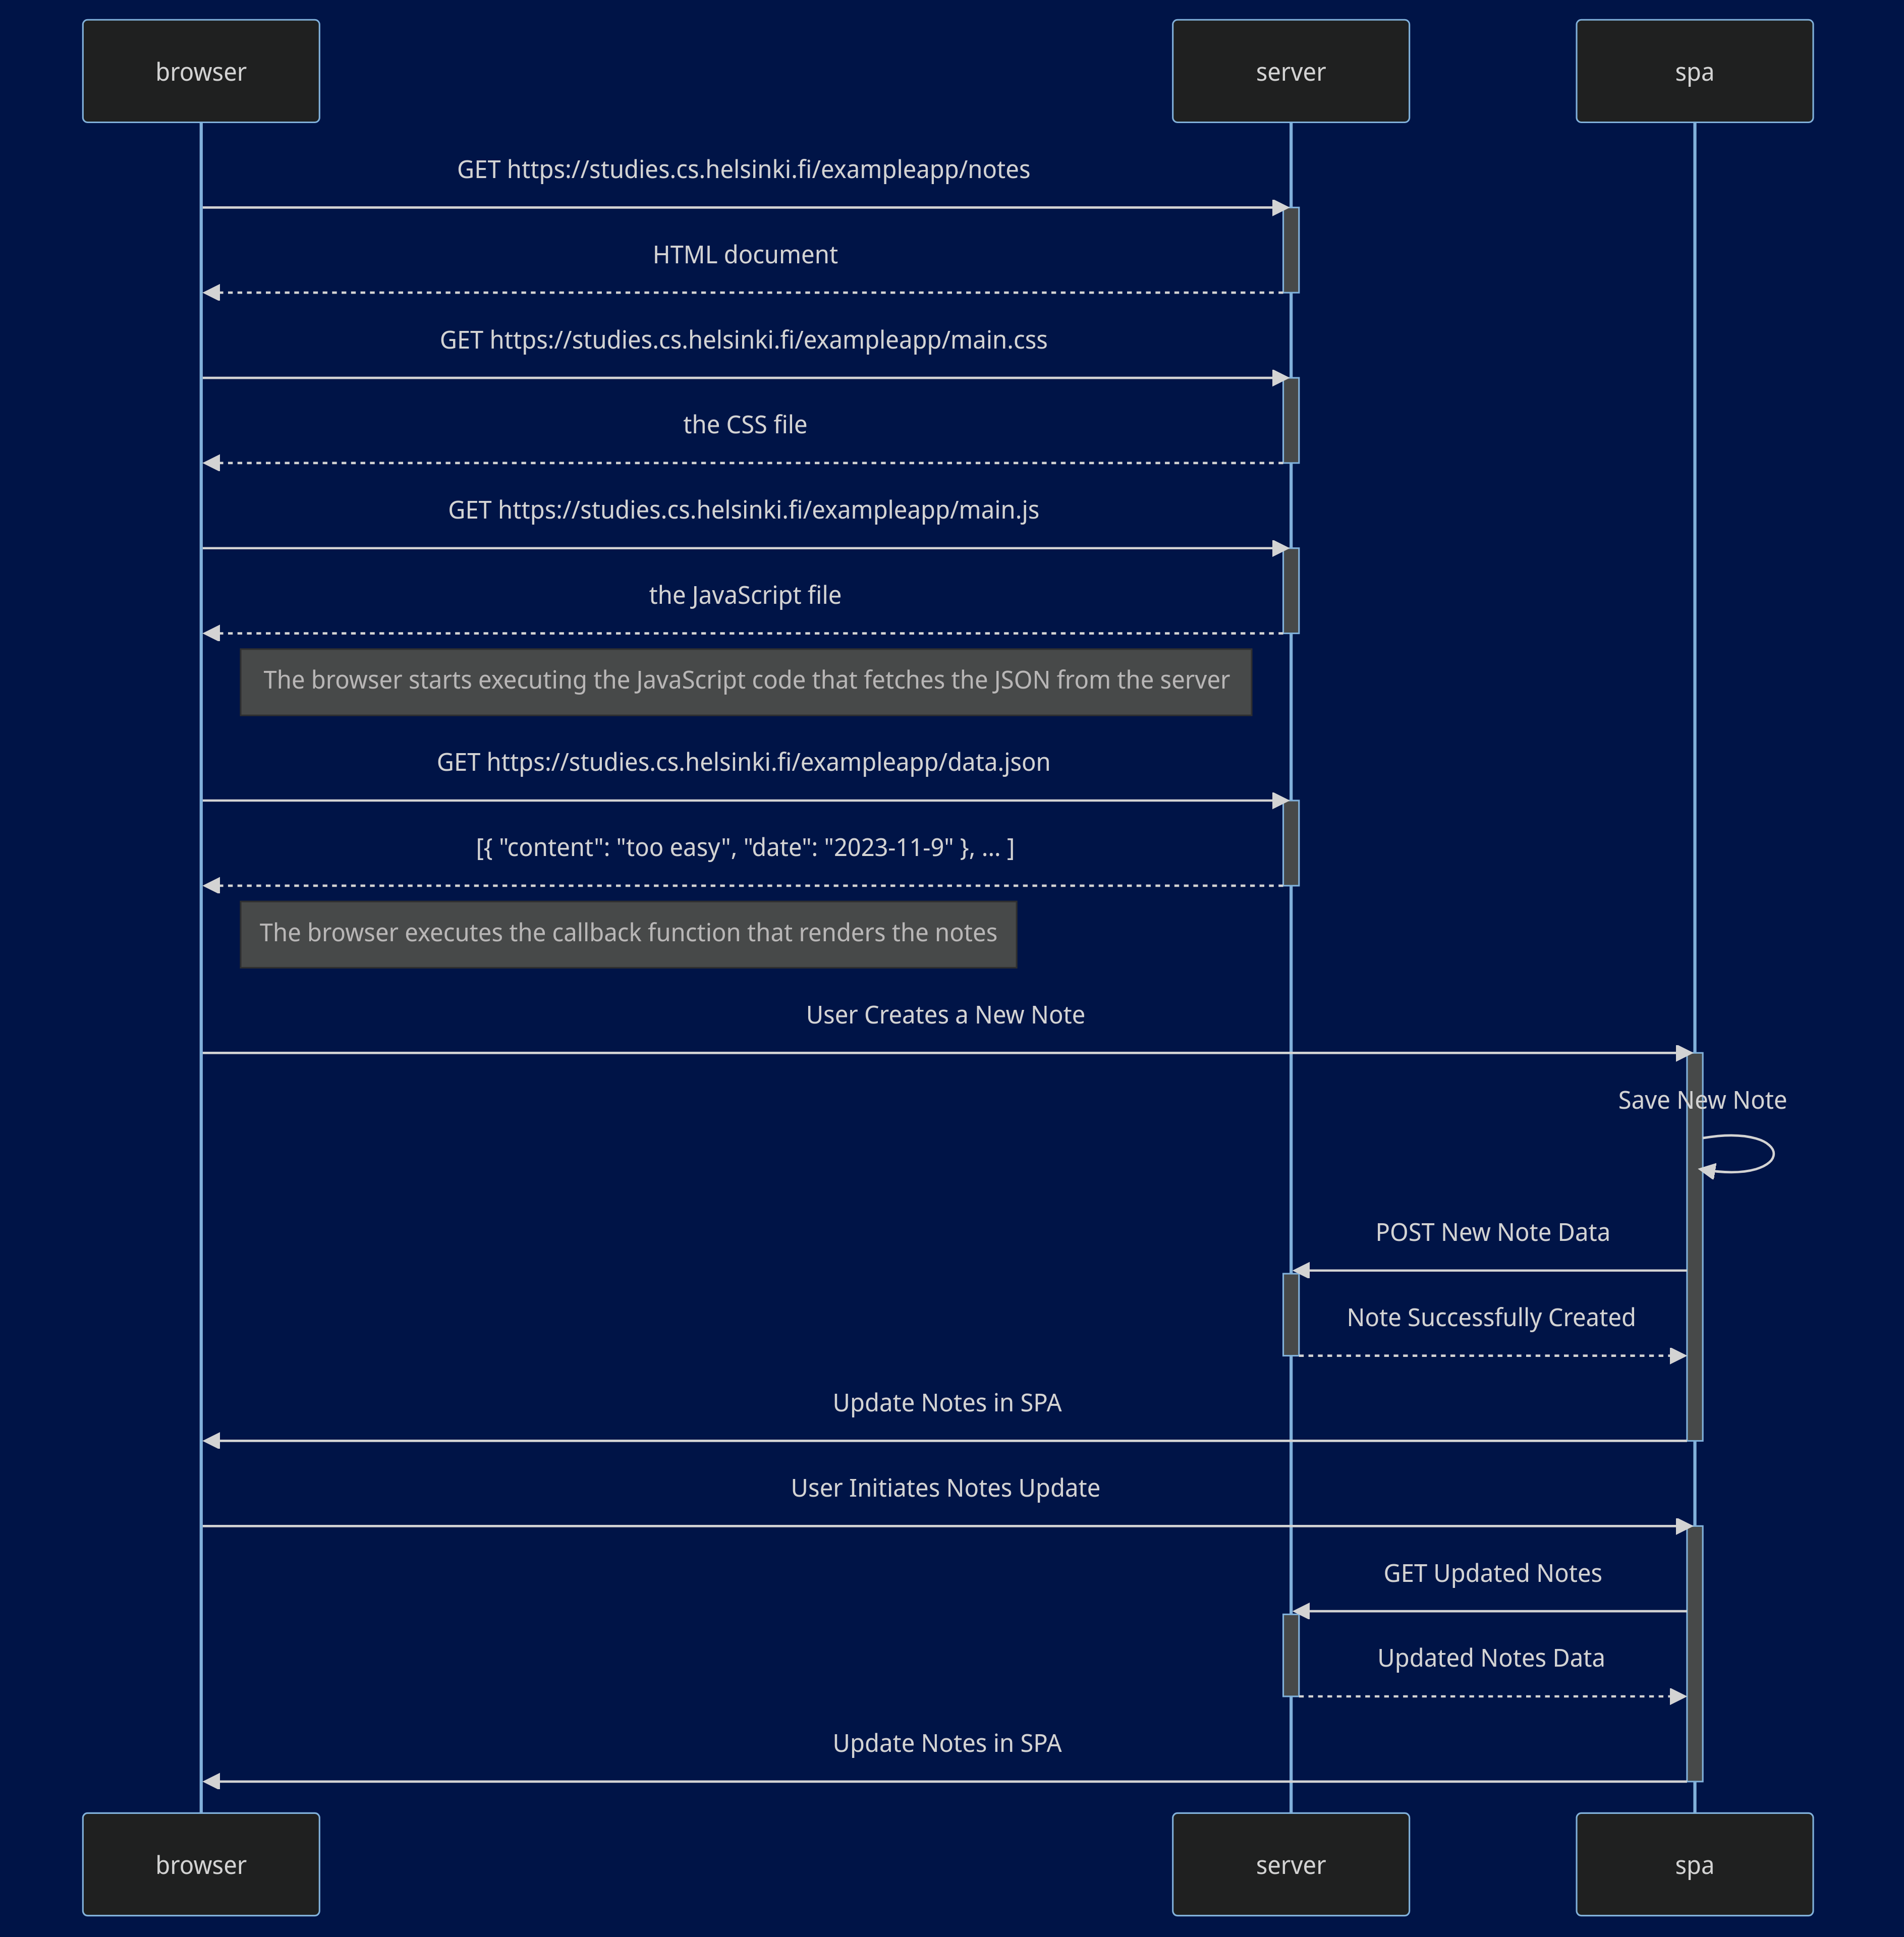 browser
server
spa
GET https://studies.cs.helsinki.fi/exampleapp/notes
HTML document
GET https://studies.cs.helsinki.fi/exampleapp/main.css
the CSS file
GET https://studies.cs.helsinki.fi/exampleapp/main.js
the JavaScript file
The browser starts executing the JavaScript code that fetches the JSON from the server
GET https://studies.cs.helsinki.fi/exampleapp/data.json
[{ "content": "too easy", "date": "2023-11-9" }, ... ]
The browser executes the callback function that renders the notes
User Creates a New Note
Save New Note
POST New Note Data
Note Successfully Created
Update Notes in SPA
User Initiates Notes Update
GET Updated Notes
Updated Notes Data
Update Notes in SPA
browser
server
spa